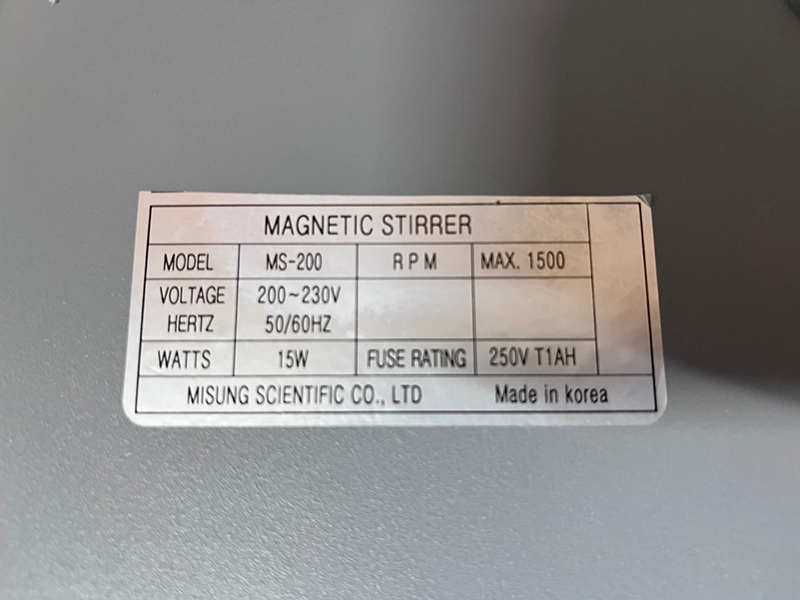 MAGNETIC STIRRER
MODEL MS-200 RPM MAX. 1500
VOLTAGE 200~230V
HERTZ 50/60HZ
WATTS 15W FUSE RATING 250V T1AH
MISUNG SCIENTIFIC CO., LTD Made in korea